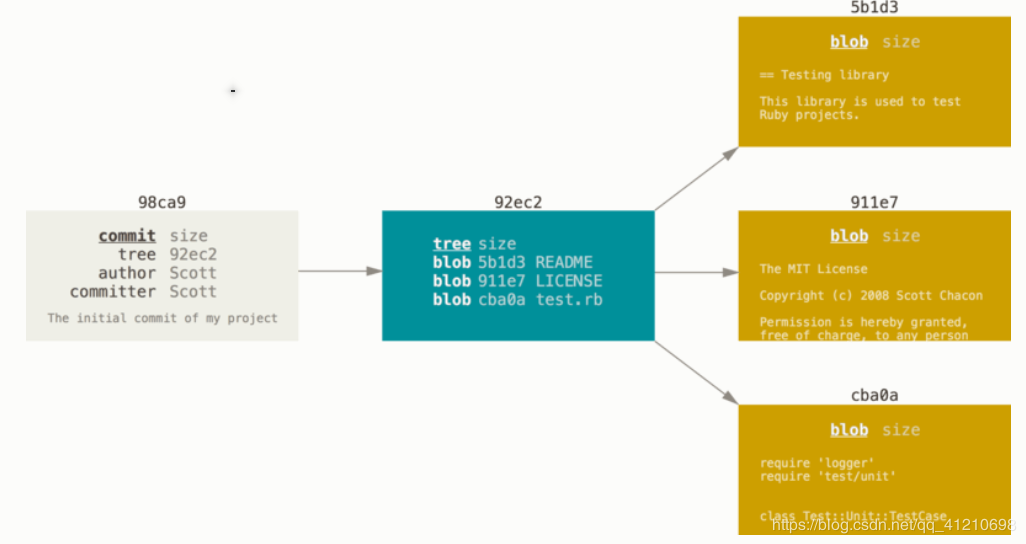 5b1d3
blob size
== Testing library
This library is used to test
Ruby projects.
98ca9
commit size
tree 92ec2
author Scott
committer Scott
The initial commit of my project
92ec2
tree size
blob 5b1d3 README
blob 911e7 LICENSE
blob cba0a test.rb
911e7
blob size
The MIT License
Copyright (c) 2008 Scott Chacon
Permission is hereby granted,
free of charge, to any person
cba0a
blob size
require 'logger'
require 'test/unit'
class Test::Unit::TestCase
https://blog.csdn.net/qq_41210698